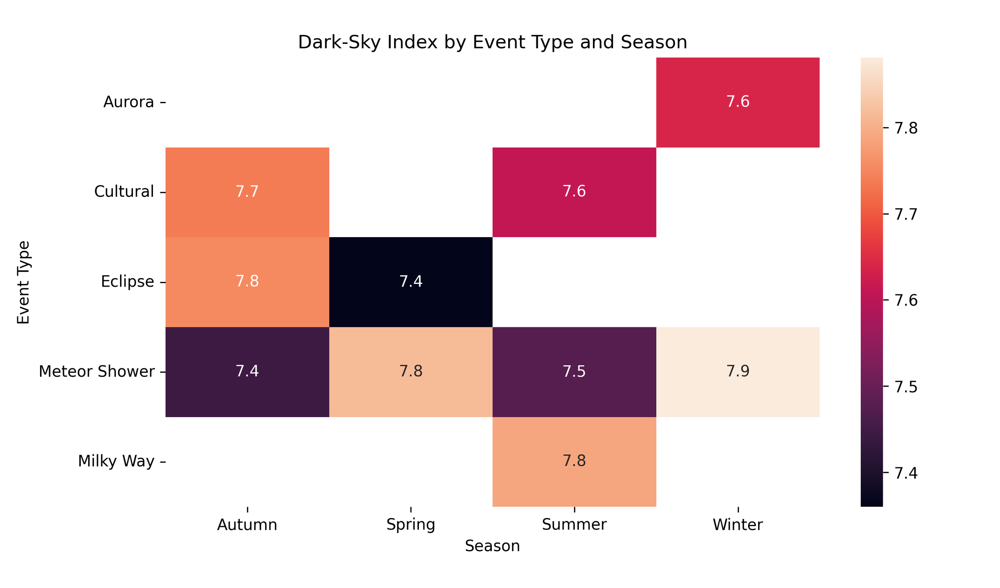 Dark-Sky Index by Event Type and Season
Event Type
Aurora
7.6
Cultural
7.7 7.6
Eclipse
7.8 7.4
Meteor Shower
7.4 7.8 7.5 7.9
Milky Way
7.8
Autumn Spring Summer Winter
Season
7.8
7.7
7.6
7.5
7.4